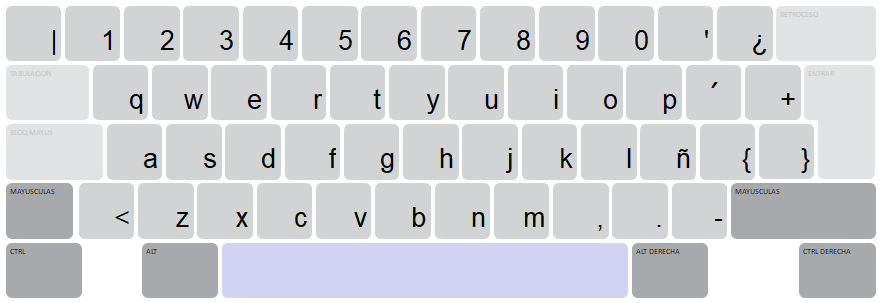 | 1 2 3 4 5 6 7 8 9 0 ' ¿ RETROCESO
TABULACION q w e r t y u i o p ´ + ENTRAR
BLOQ MAYUS a s d f g h j k l ñ { }
MAYUSCULAS < z x c v b n m , . - MAYUSCULAS
CTRL ALT ALT DERECHA CTRL DERECHA